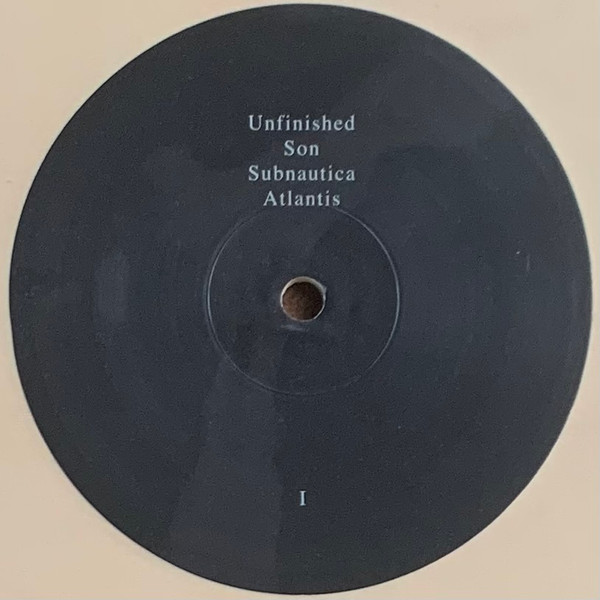 Unfinished
Son
Subnautica
Atlantis
I